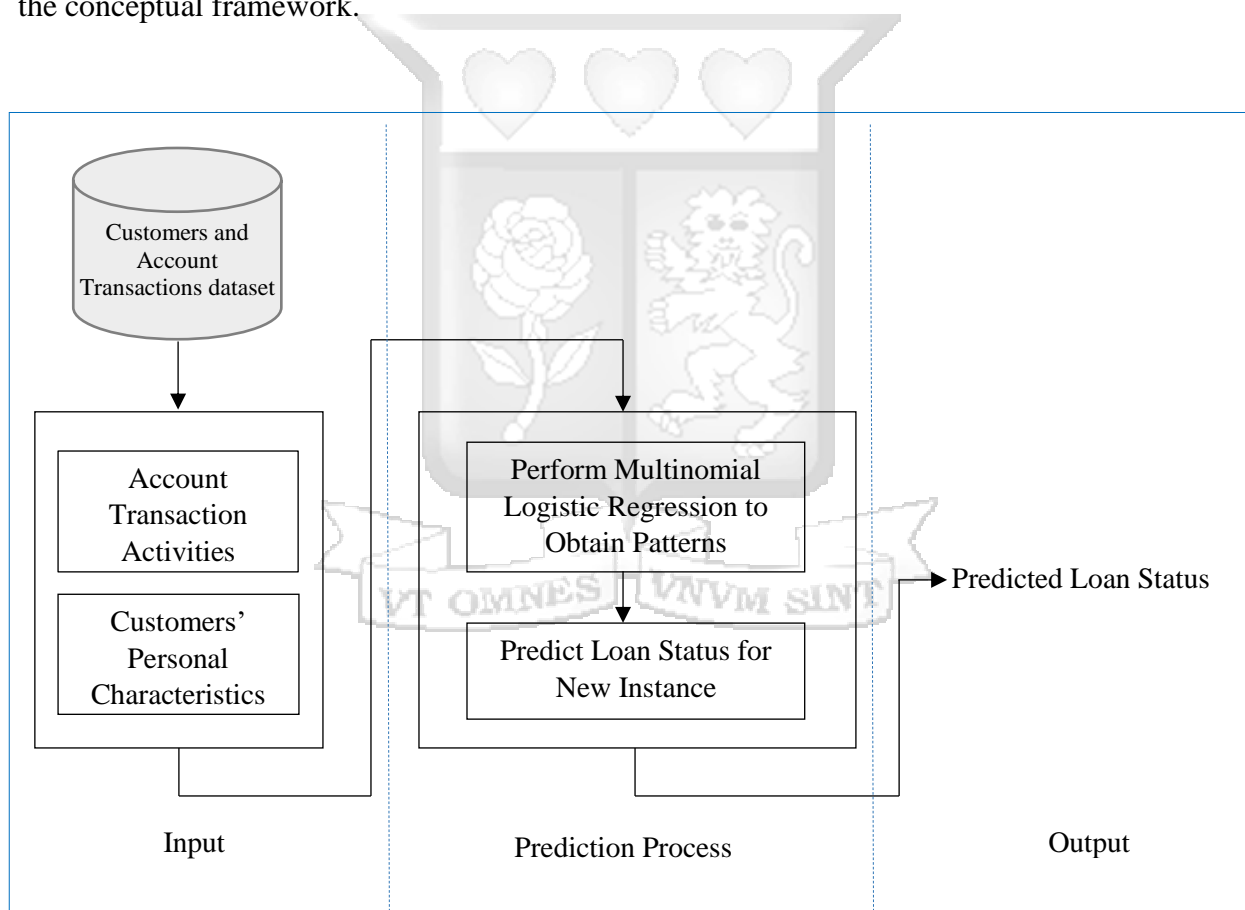 the conceptual framework.
Customers and
Account
Transactions dataset
Account
Transaction
Activities
Customers’
Personal
Characteristics
Input
Perform Multinomial
Logistic Regression to
Obtain Patterns
Predict Loan Status for
New Instance
VT OMNES VNVM SINT
Prediction Process
Predicted Loan Status
Output